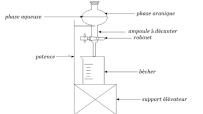 phase organique
phase aqueuse
ampoule à décanter
robinet
potence
bécher
support élévateur